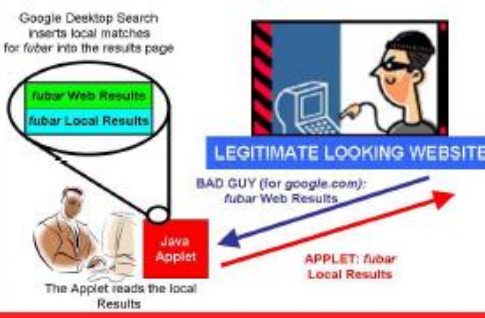 Google Desktop Search
inserts local matches
for fubar into the results page
fubar Web Results
fubar Local Results
LEGITIMATE LOOKING WEBSITE
BAD GUY (for google.com):
fubar Web Results
Java
Applet
APPLET: fubar
Local Results
The Applet reads the local
Results